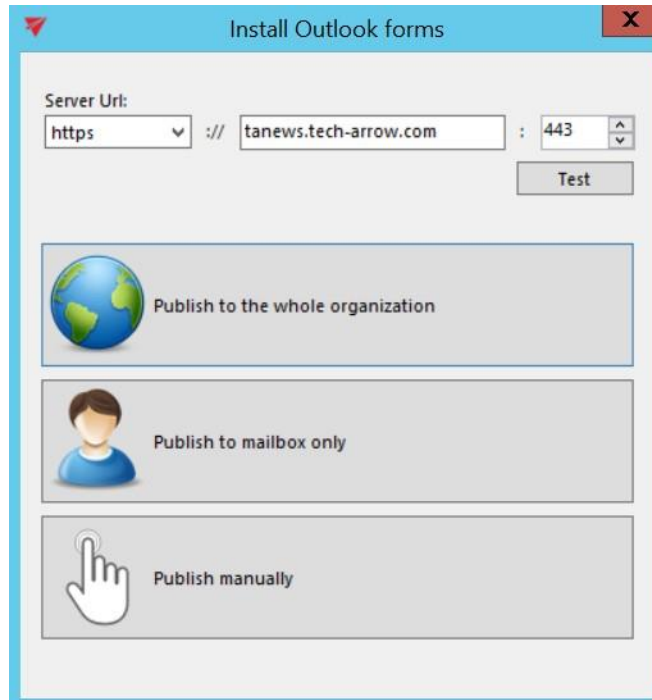 Install Outlook forms
X
Server Url:
https :// tanews.tech-arrow.com : 443
Test
Publish to the whole organization
Publish to mailbox only
Publish manually